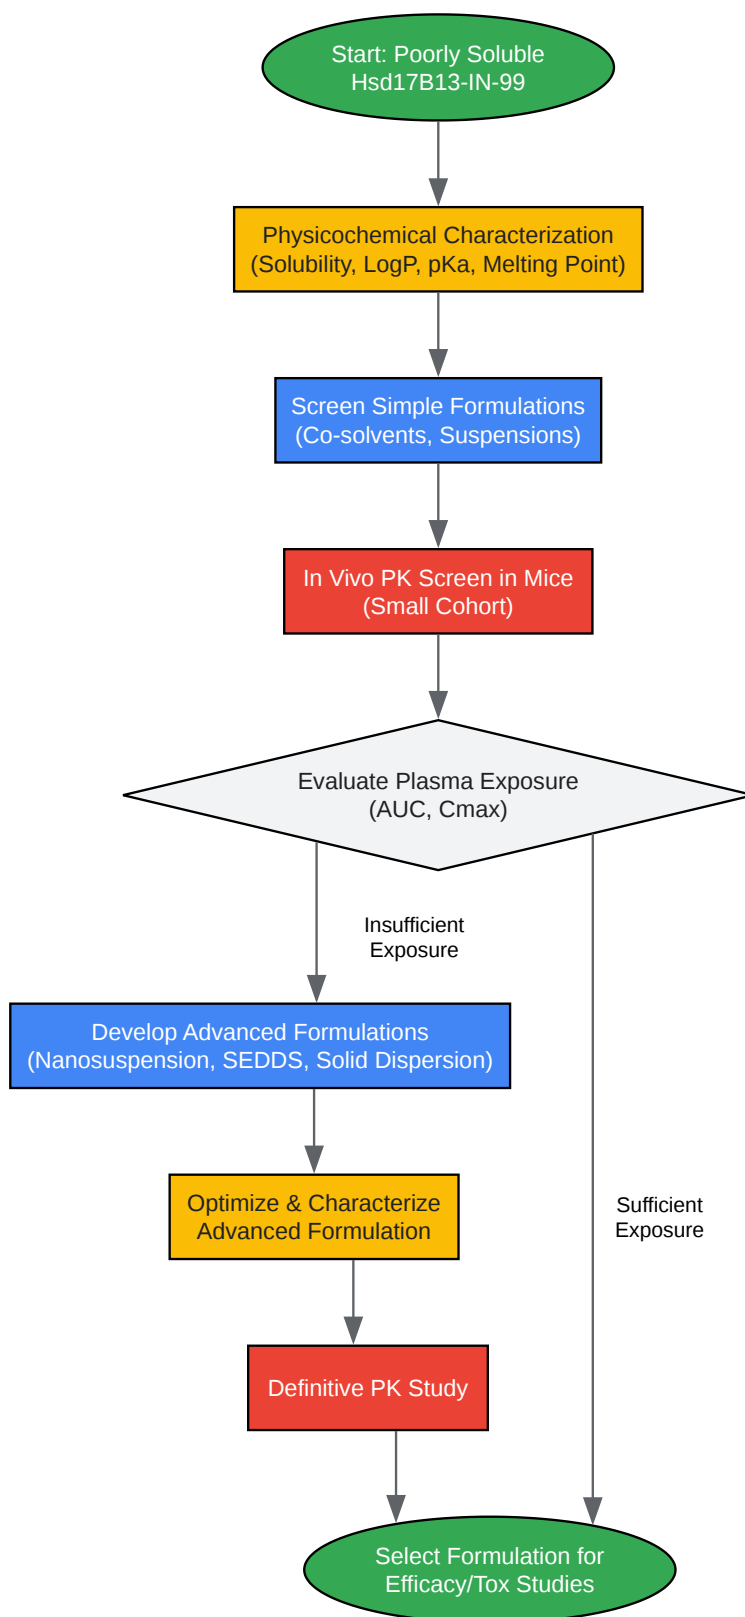 Start: Poorly Soluble
Hsd17B13-IN-99
Physicochemical Characterization
(Solubility, LogP, pKa, Melting Point)
Screen Simple Formulations
(Co-solvents, Suspensions)
In Vivo PK Screen in Mice
(Small Cohort)
Evaluate Plasma Exposure
(AUC, Cmax)
Insufficient
Exposure
Develop Advanced Formulations
(Nanosuspension, SEDDS, Solid Dispersion)
Optimize & Characterize
Advanced Formulation
Sufficient
Exposure
Definitive PK Study
Select Formulation for
Efficacy/Tox Studies